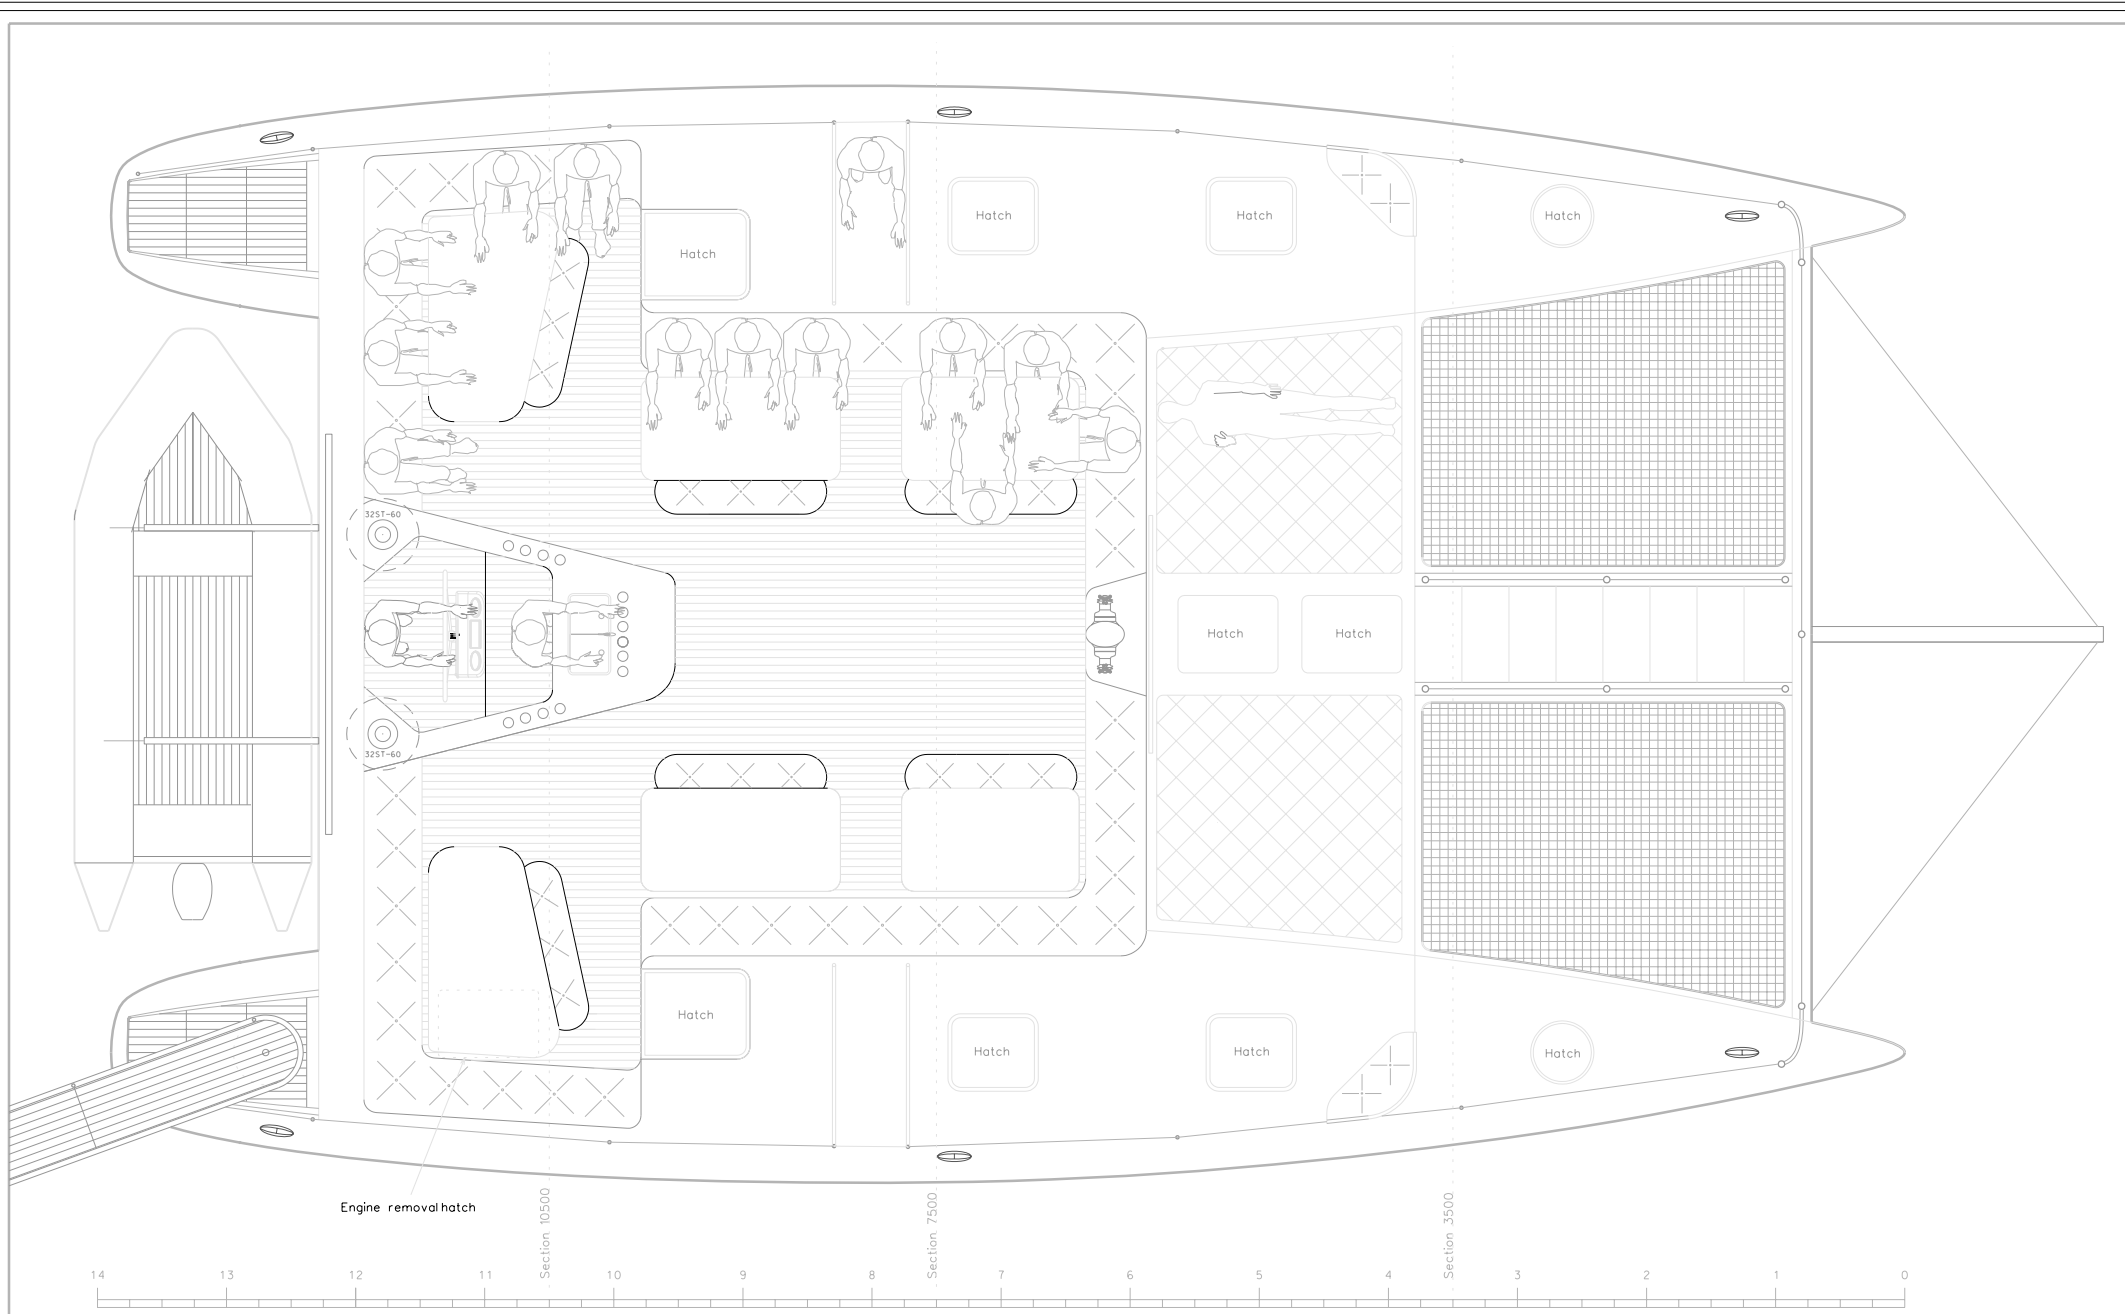 Hatch
Hatch
Hatch
Hatch
32ST-60
Hatch
Hatch
32ST-60
Hatch
Hatch
Hatch
Hatch
Engine removal hatch
Section 10500
Section 7500
Section 3500
14 13 12 11 10 9 8 7 6 5 4 3 2 1 0